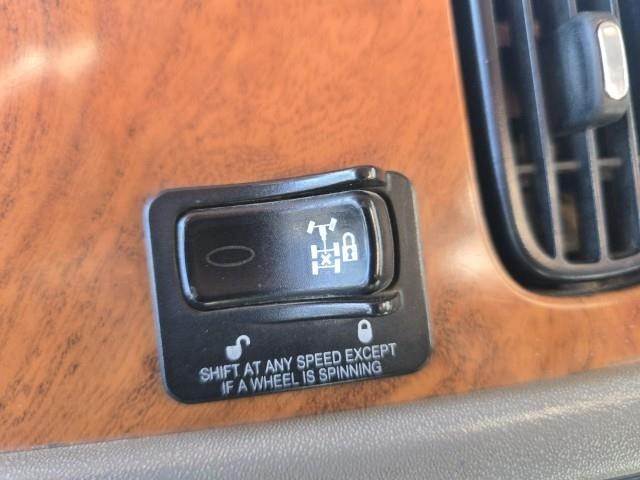 SHIFT AT ANY SPEED EXCEPT
IF A WHEEL IS SPINNING